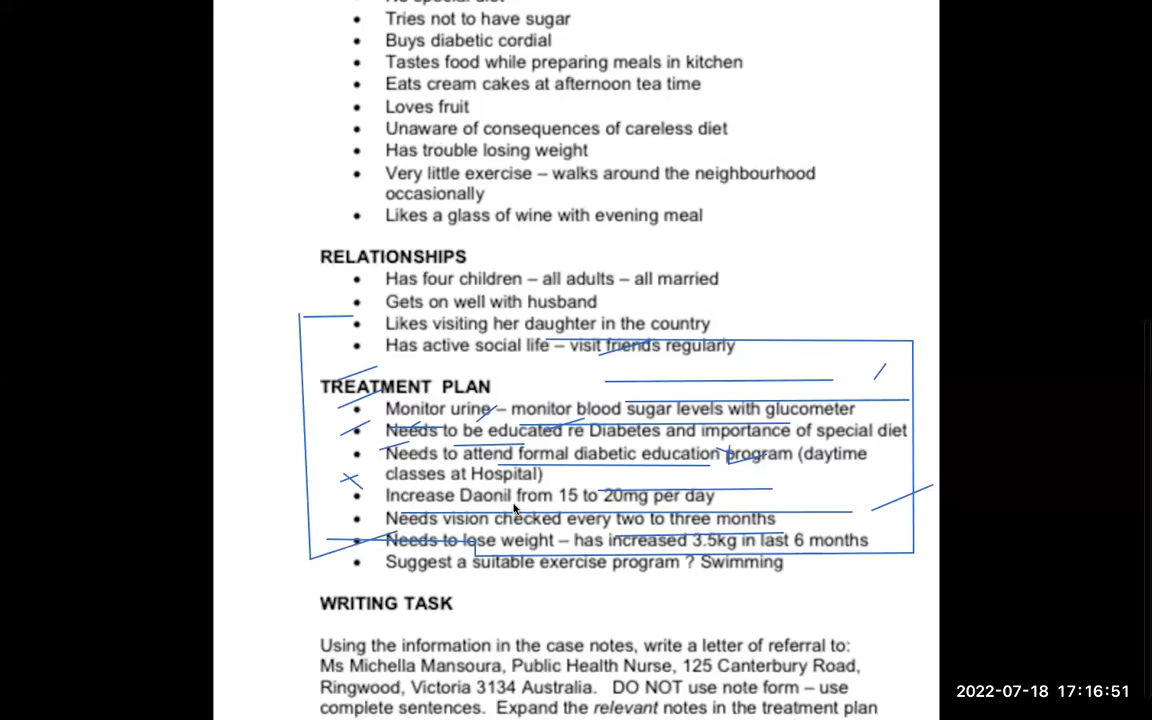 No special diet
• Tries not to have sugar
• Buys diabetic cordial
• Tastes food while preparing meals in kitchen
• Eats cream cakes at afternoon tea time
• Loves fruit
• Unaware of consequences of careless diet
• Has trouble losing weight
• Very little exercise – walks around the neighbourhood
occasionally
• Likes a glass of wine with evening meal
RELATIONSHIPS
• Has four children – all adults – all married
• Gets on well with husband
• Likes visiting her daughter in the country
• Has active social life – visit friends regularly
TREATMENT PLAN
• Monitor urine – monitor blood sugar levels with glucometer
• Needs to be educated re Diabetes and importance of special diet
• Needs to attend formal diabetic education program (daytime
classes at Hospital)
• Increase Daonil from 15 to 20mg per day
• Needs vision checked every two to three months
• Needs to lose weight – has increased 3.5kg in last 6 months
• Suggest a suitable exercise program ? Swimming
WRITING TASK
Using the information in the case notes, write a letter of referral to:
Ms Michella Mansoura, Public Health Nurse, 125 Canterbury Road,
Ringwood, Victoria 3134 Australia. DO NOT use note form – use
complete sentences. Expand the relevant notes in the treatment plan
2022-07-18 17:16:51